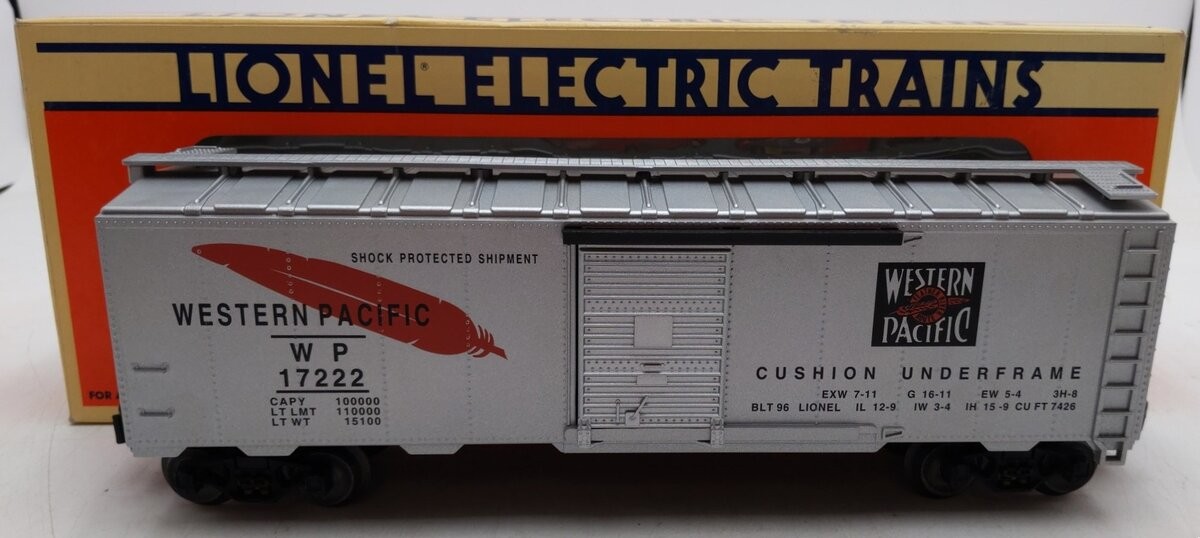 LIONEL® ELECTRIC TRAINS
SHOCK PROTECTED SHIPMENT
WESTERN PACIFIC
W P
17222
CAPY 100000
LT LMT 110000
LT WT 15100
WESTERN
PACIFIC
CUSHION UNDERFRAME
EXW 7-11 G 16-11 EW 5-4 3H-8
BLT 96 LIONEL IL 12-9 IW 3-4 IH 15-9 CU FT 7426
FOR